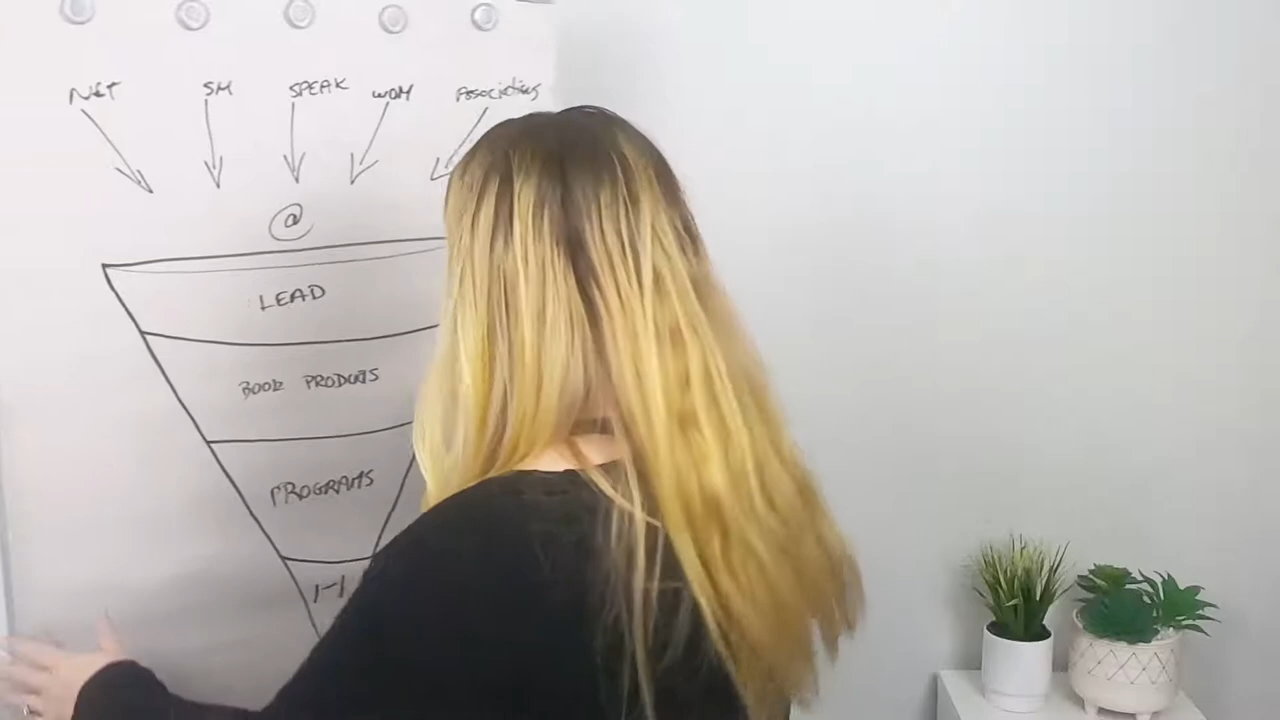 NET SM SPEAK WOM Associations
@
LEAD
BOOK PRODUCTS
PROGRAMS
1-1